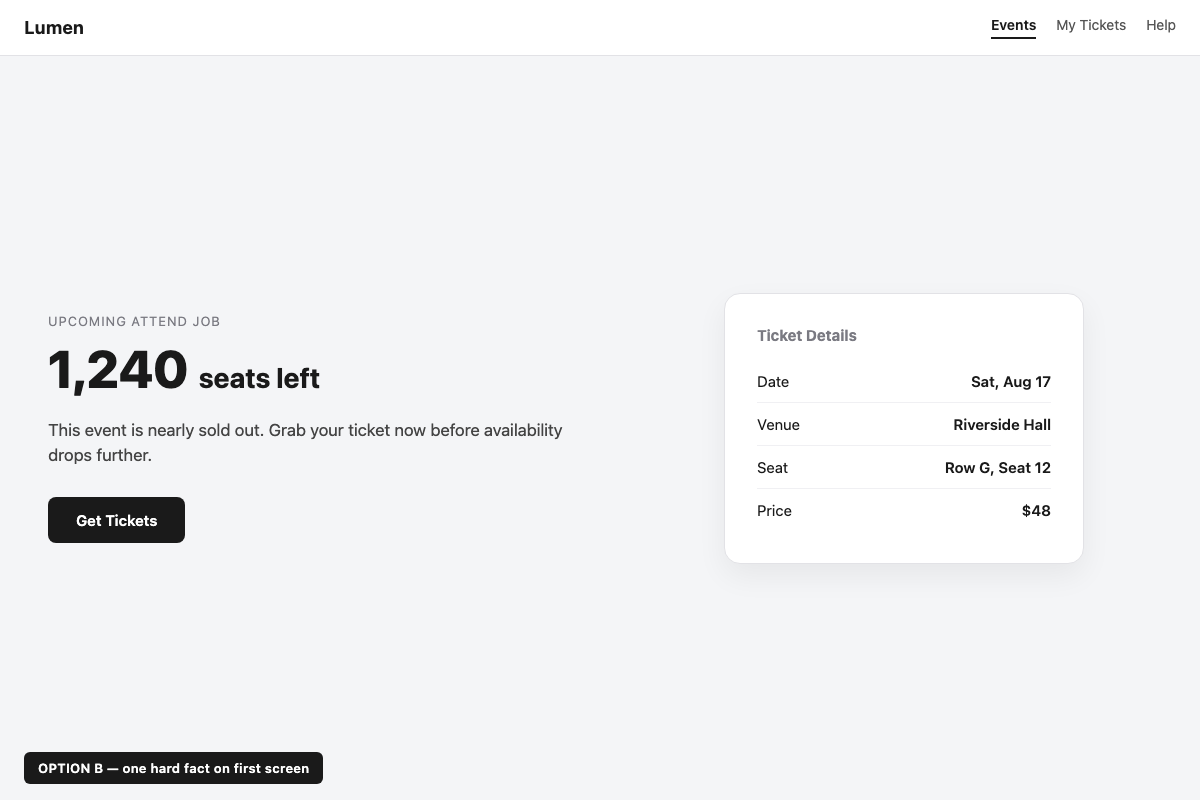 Lumen
Events
My Tickets
Help
UPCOMING ATTEND JOB
1,240 seats left
This event is nearly sold out. Grab your ticket now before availability
drops further.
Get Tickets
Ticket Details
Date Sat, Aug 17
Venue Riverside Hall
Seat Row G, Seat 12
Price $48
OPTION B — one hard fact on first screen